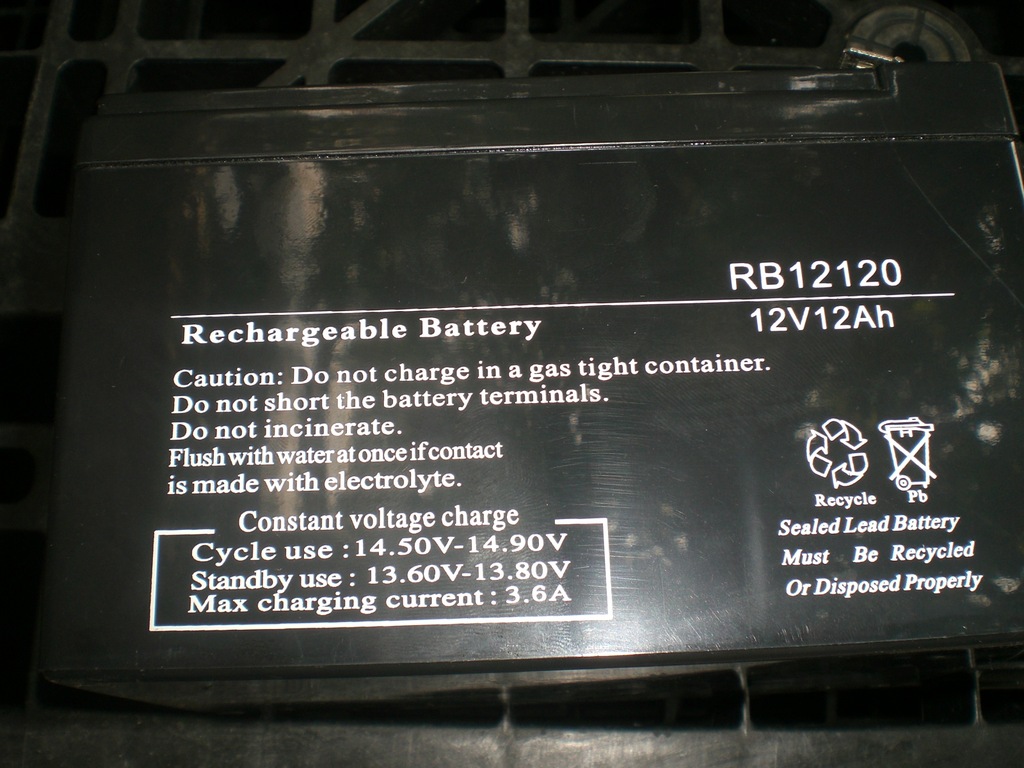 RB12120
Rechargeable Battery 12V12Ah
Caution: Do not charge in a gas tight container.
Do not short the battery terminals.
Do not incinerate.
Flush with water at once if contact
is made with electrolyte.
Constant voltage charge
Cycle use : 14.50V-14.90V
Standby use : 13.60V-13.80V
Max charging current : 3.6A
Recycle Pb
Sealed Lead Battery
Must Be Recycled
Or Disposed Properly